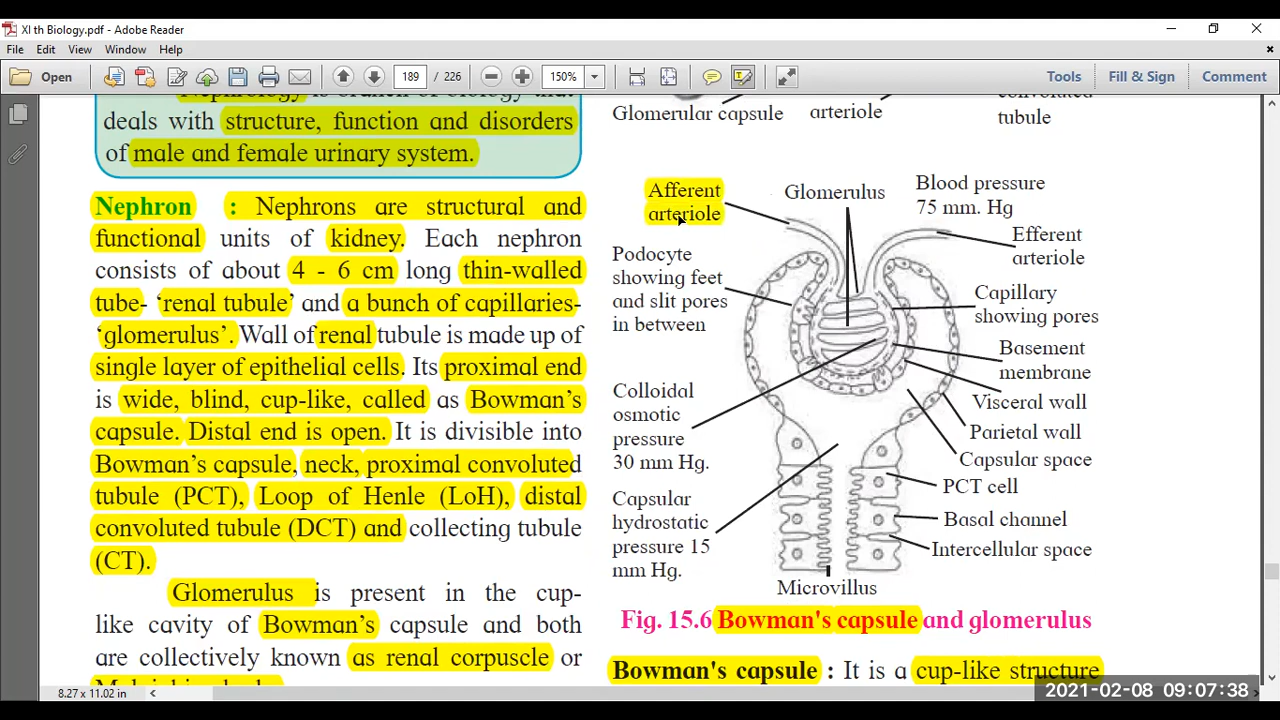 XI th Biology.pdf - Adobe Reader
File Edit View Window Help
Open 189 / 226 150% Tools Fill & Sign Comment
Nephrology is branch of biology that
deals with structure, function and disorders
of male and female urinary system.
Nephron : Nephrons are structural and
functional units of kidney. Each nephron
consists of about 4 - 6 cm long thin-walled
tube- ‘renal tubule’ and a bunch of capillaries-
‘glomerulus’. Wall of renal tubule is made up of
single layer of epithelial cells. Its proximal end
is wide, blind, cup-like, called as Bowman’s
capsule. Distal end is open. It is divisible into
Bowman’s capsule, neck, proximal convoluted
tubule (PCT), Loop of Henle (LoH), distal
convoluted tubule (DCT) and collecting tubule
(CT).
Glomerulus is present in the cup-
like cavity of Bowman’s capsule and both
are collectively known as renal corpuscle or
Glomerular capsule
arteriole
convoluted
tubule
Afferent
arteriole
Glomerulus
Blood pressure
75 mm. Hg
Efferent
arteriole
Podocyte
showing feet
and slit pores
in between
Capillary
showing pores
Basement
membrane
Colloidal
osmotic
pressure
30 mm Hg.
Visceral wall
Parietal wall
Capsular space
PCT cell
Capsular
hydrostatic
pressure 15
mm Hg.
Basal channel
Intercellular space
Microvillus
Fig. 15.6 Bowman's capsule and glomerulus
Bowman's capsule : It is a cup-like structure
8.27 x 11.02 in
2021-02-08 09:07:38